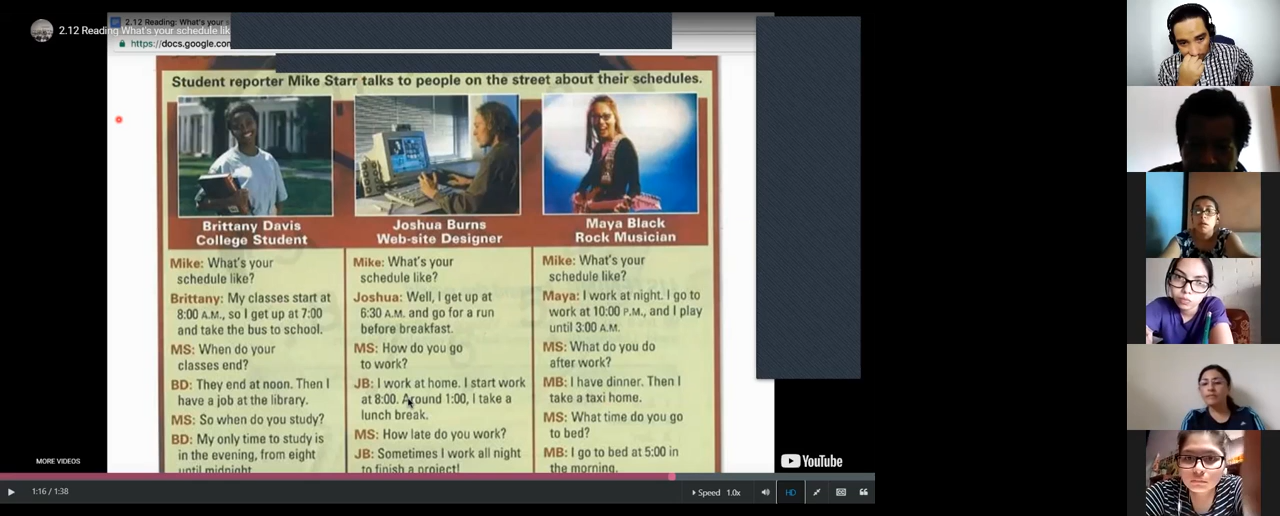 2.12 Reading: What's your s
2.12 Reading What's your schedule lik
https://docs.google.con
Student reporter Mike Starr talks to people on the street about their schedules.
Brittany Davis
College Student
Mike: What's your
schedule like?
Brittany: My classes start at
8:00 A.M., so I get up at 7:00
and take the bus to school.
MS: When do your
classes end?
BD: They end at noon. Then I
have a job at the library.
MS: So when do you study?
BD: My only time to study is
in the evening, from eight
until midnight.
Joshua Burns
Web-site Designer
Mike: What's your
schedule like?
Joshua: Well, I get up at
6:30 A.M. and go for a run
before breakfast.
MS: How do you go
to work?
JB: I work at home. I start work
at 8:00. Around 1:00, I take a
lunch break.
MS: How late do you work?
JB: Sometimes I work all night
to finish a project!
Maya Black
Rock Musician
Mike: What's your
schedule like?
Maya: I work at night. I go to
work at 10:00 P.M., and I play
until 3:00 A.M.
MS: What do you do
after work?
MB: I have dinner. Then I
take a taxi home.
MS: What time do you go
to bed?
MB: I go to bed at 5:00 in
the morning.
MORE VIDEOS
YouTube
1:16 / 1:38
Speed 1.0x
HD